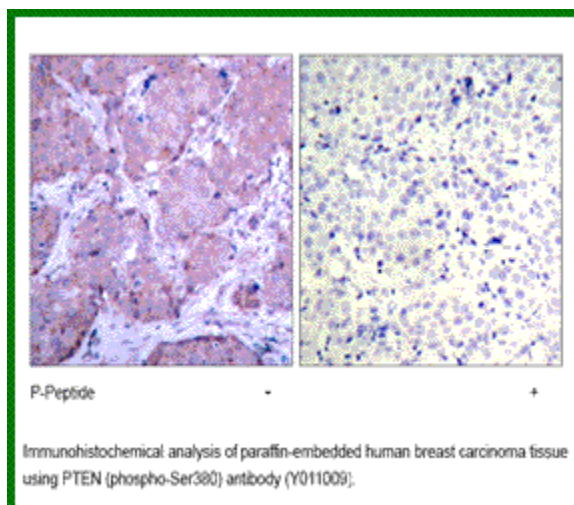 P-Peptide - +
Immunohistochemical analysis of paraffin-embedded human breast carcinoma tissue
using PTEN (phospho-Ser380) antibody (Y011009).